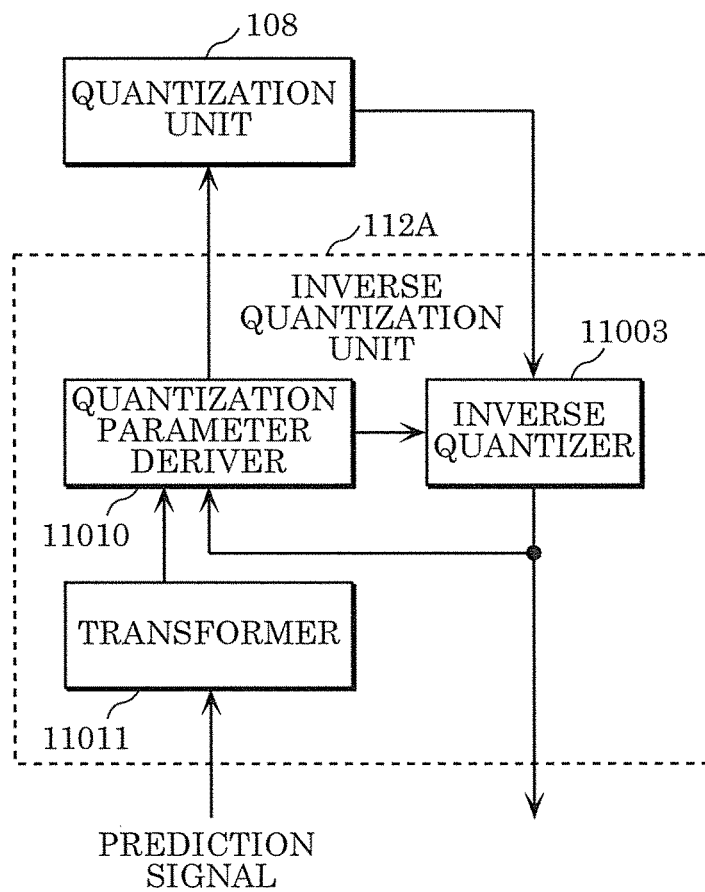 108
QUANTIZATION
UNIT
112A
INVERSE
QUANTIZATION
UNIT
11003
QUANTIZATION
PARAMETER
DERIVER
INVERSE
QUANTIZER
11010
TRANSFORMER
11011
PREDICTION
SIGNAL